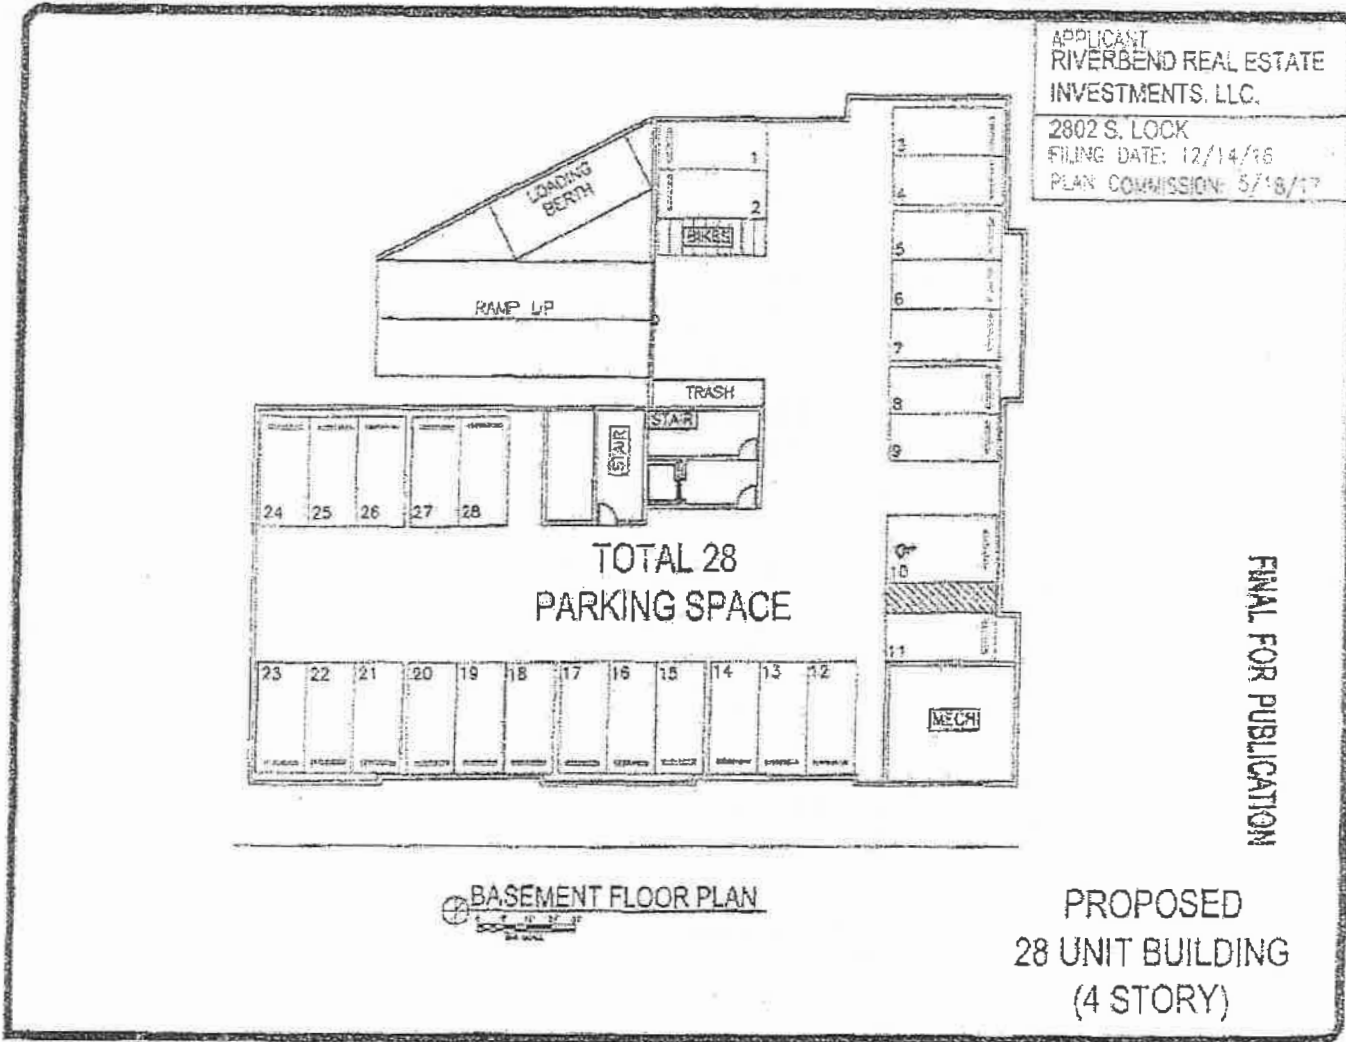 APPLICANT
RIVERBEND REAL ESTATE
INVESTMENTS, LLC.
2802 S. LOCK
FILING DATE: 12/14/16
PLAN COMMISSION: 5/18/17
LOADING
BERTH
1
2
BIKES
3
4
5
6
7
8
9
10
11
RAMP UP
TRASH
STAIR
STAIR
24 25 26 27 28
TOTAL 28
PARKING SPACE
23 22 21 20 19 18 17 16 15 14 13 12
MECH
FINAL FOR PUBLICATION
BASEMENT FLOOR PLAN
PROPOSED
28 UNIT BUILDING
(4 STORY)